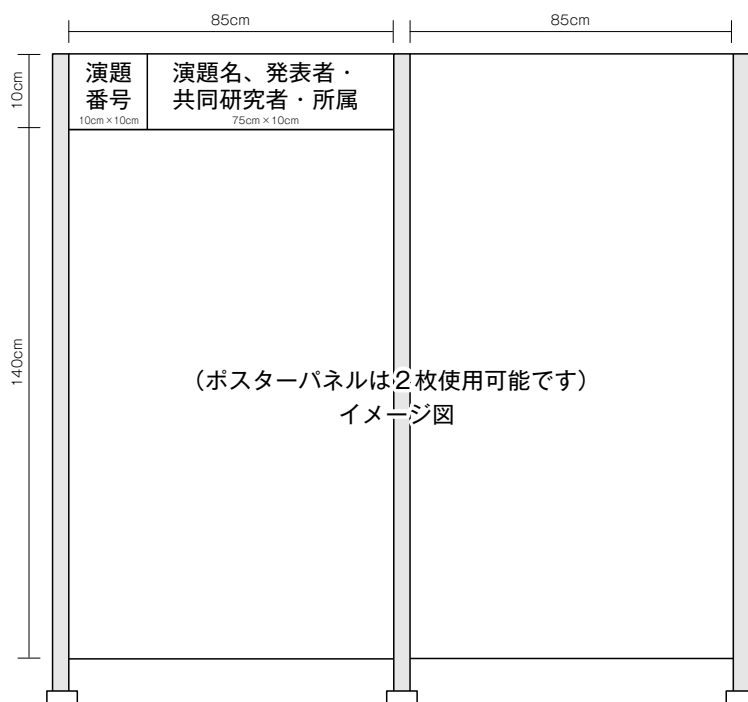 85cm
85cm
10cm
演題
番号
10cm×10cm
演題名、発表者・
共同研究者・所属
75cm×10cm
140cm
（ポスターパネルは２枚使用可能です）
イメージ図